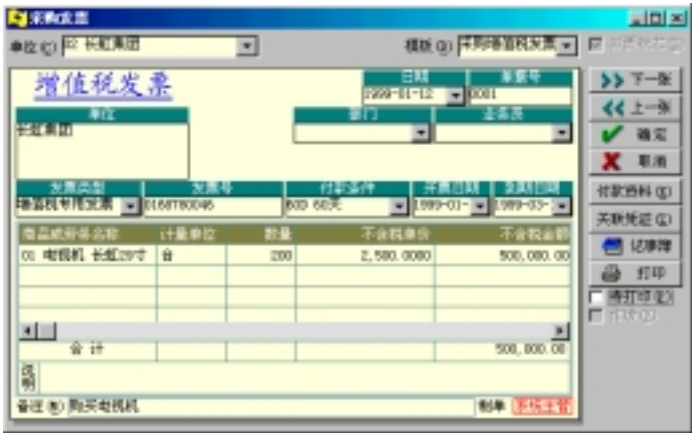 采购发票
单位(C) 02 长虹集团 模板(Q) 采购增值税发票
增值税发票
日期 单据号
1999-01-12 0001
单位 部门 业务员
长虹集团
发票类型 发票号 付款条件 开票日期 到期日期
增值税专用发票 0168780046 60D 60天 1999-01- 1999-03-
商品或劳务名称 计量单位 数量 不含税单价 不含税金额
01 电视机 长虹29寸 台 200 2,500.0000 500,000.00
合计 500,000.00
说明
备注(N) 购买电视机 制单
下一张
上一张
确定
取消
付款资料(S)
关联凭证(L)
记事簿
打印
待打印(P)